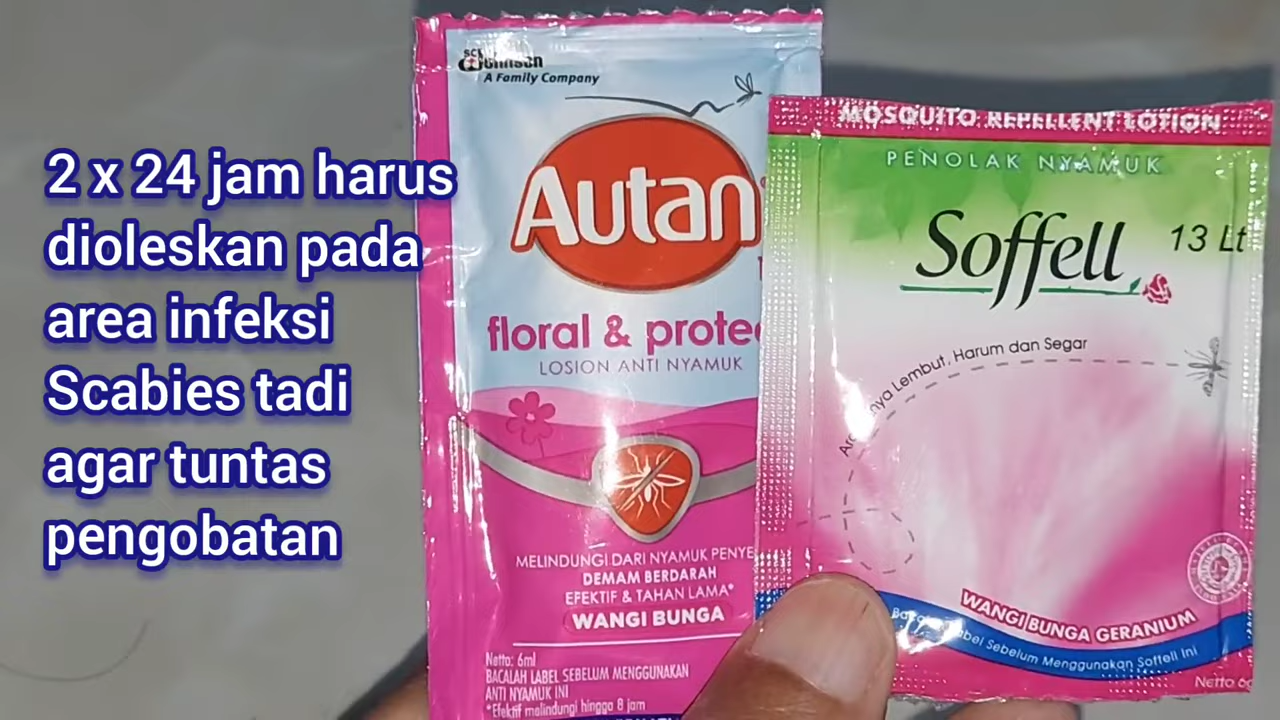 2 x 24 jam harus
dioleskan pada
area infeksi
Scabies tadi
agar tuntas
pengobatan
Johnson
A Family Company
Autan
floral &
LOSION ANTI NYAMUK
MELINDUNGI DARI NYAMUK
DEMAM BERDARAH
EFEKTIF & TAHAN LAMA*
WANGI BUNGA
Netto: 6ml
BACALAH LABEL SEBELUM MENGGUNAKAN
ANTI NYAMUK INI
*Efektif melindungi hingga 8 jam
MOSQUITO REPELLENT LOTION
PENOLAK NYAMUK
Soffell
13 Lt
Lembut, Harum dan Segar
WANGI BUNGA GERANIUM
Label Sebelum Menggunakan Soffell Ini
Netto